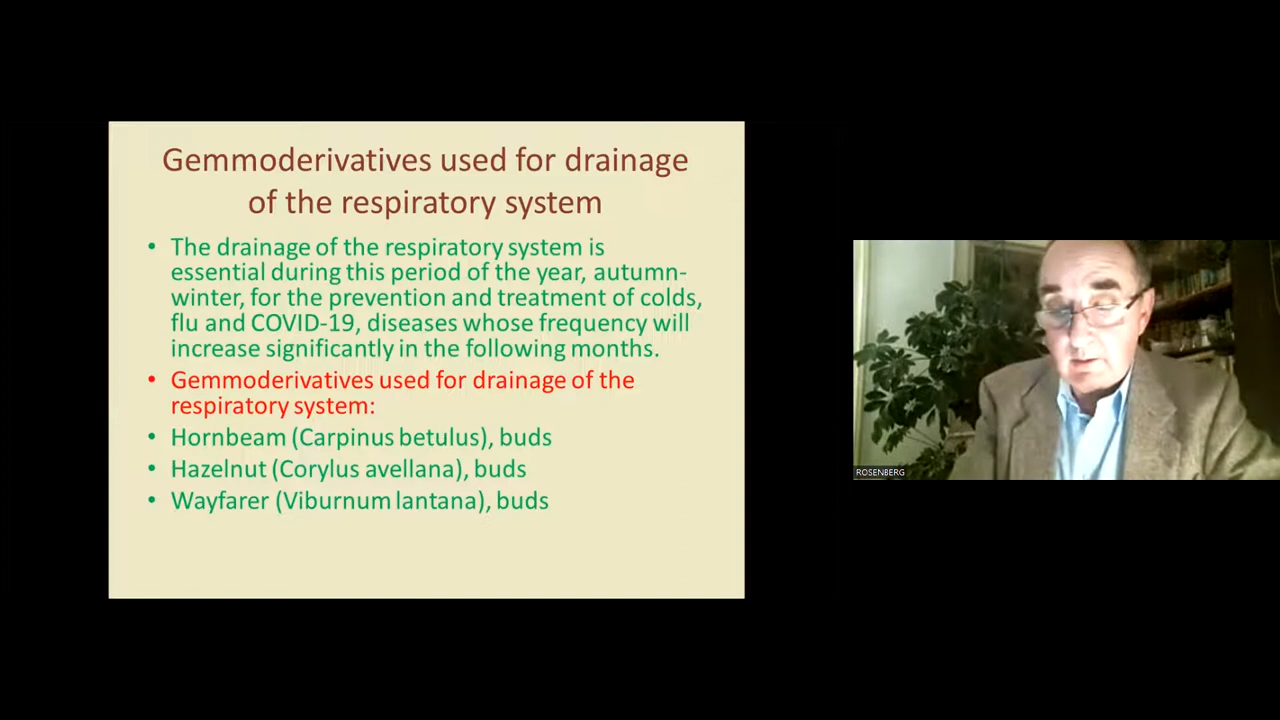 Gemmoderivatives used for drainage
of the respiratory system
• The drainage of the respiratory system is
essential during this period of the year, autumn-
winter, for the prevention and treatment of colds,
flu and COVID-19, diseases whose frequency will
increase significantly in the following months.
• Gemmoderivatives used for drainage of the
respiratory system:
• Hornbeam (Carpinus betulus), buds
• Hazelnut (Corylus avellana), buds
• Wayfarer (Viburnum lantana), buds
ROSENBERG